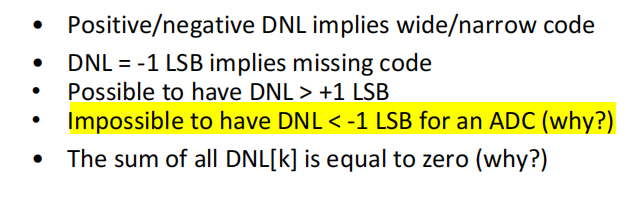 • Positive/negative DNL implies wide/narrow code
• DNL = -1 LSB implies missing code
• Possible to have DNL > +1 LSB
• Impossible to have DNL < -1 LSB for an ADC (why?)
• The sum of all DNL[k] is equal to zero (why?)